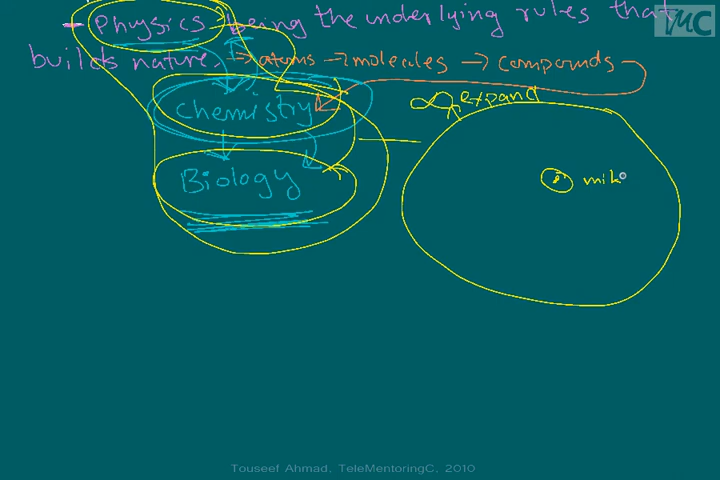 - Physics - being the underlying rules that
builds nature. → atoms → molecules → compounds
chemistry
∞ expand
Biology
mik
TMC
Touseef Ahmad. TeleMentoringC. 2010